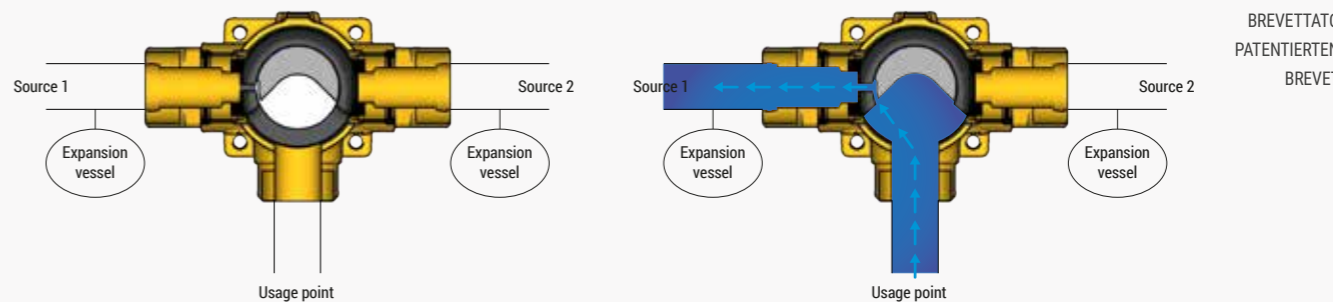 Source 1
Source 2
Expansion
vessel
Expansion
vessel
Usage point
Source 1
Source 2
Expansion
vessel
Expansion
vessel
Usage point
BREVETTATO
PATENTIERTEN
BREVET